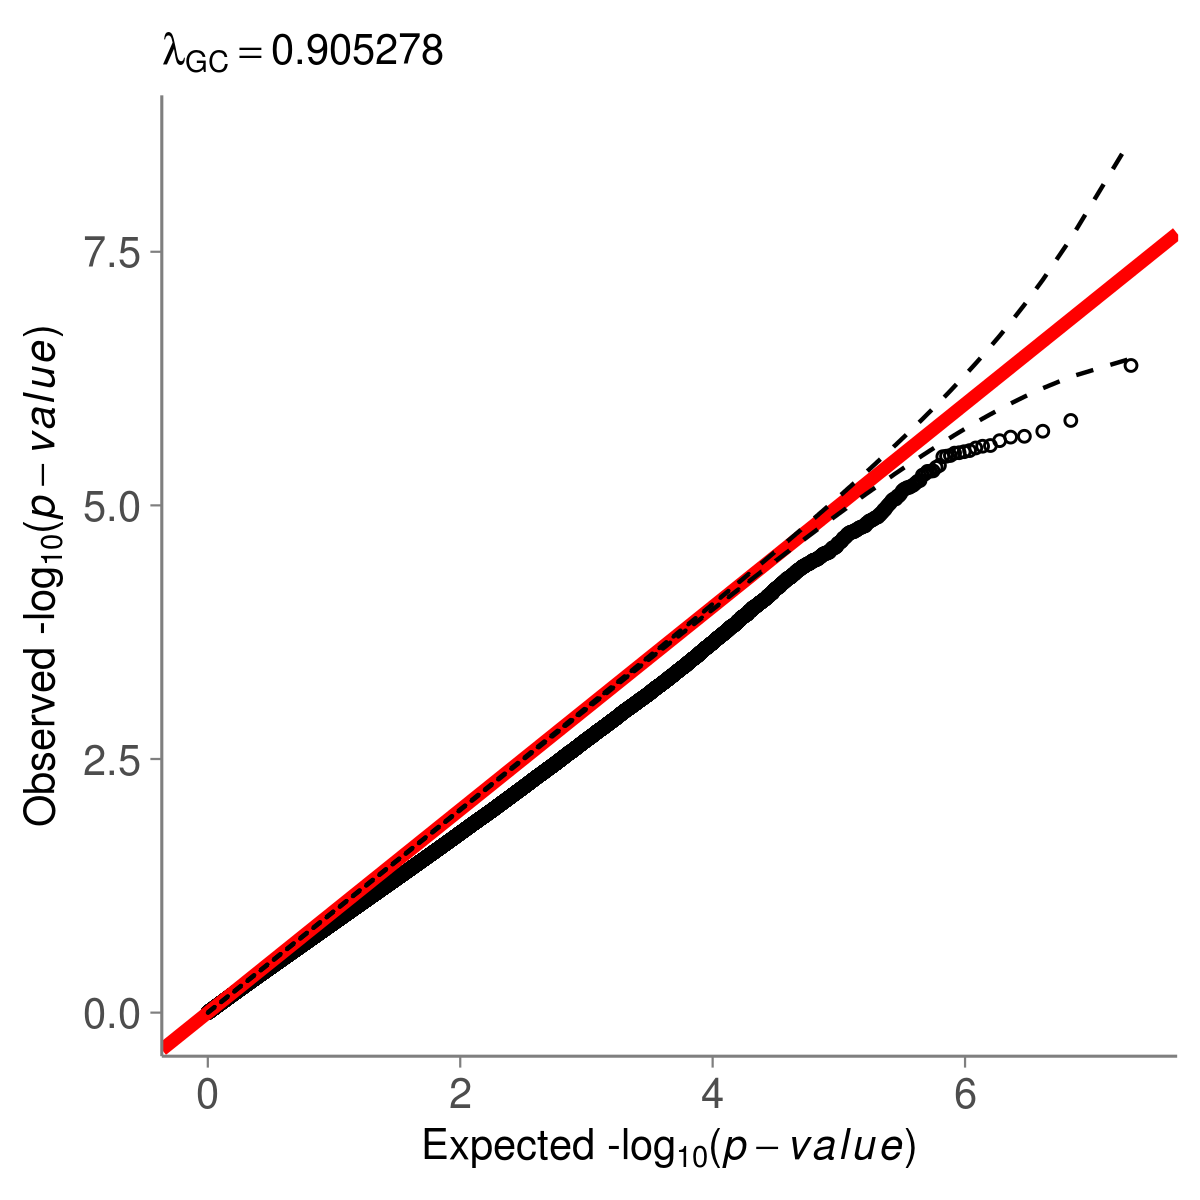 λGC = 0.905278
7.5
5.0
2.5
0.0
Observed -log10(p − value)
0 2 4 6
Expected -log10(p − value)